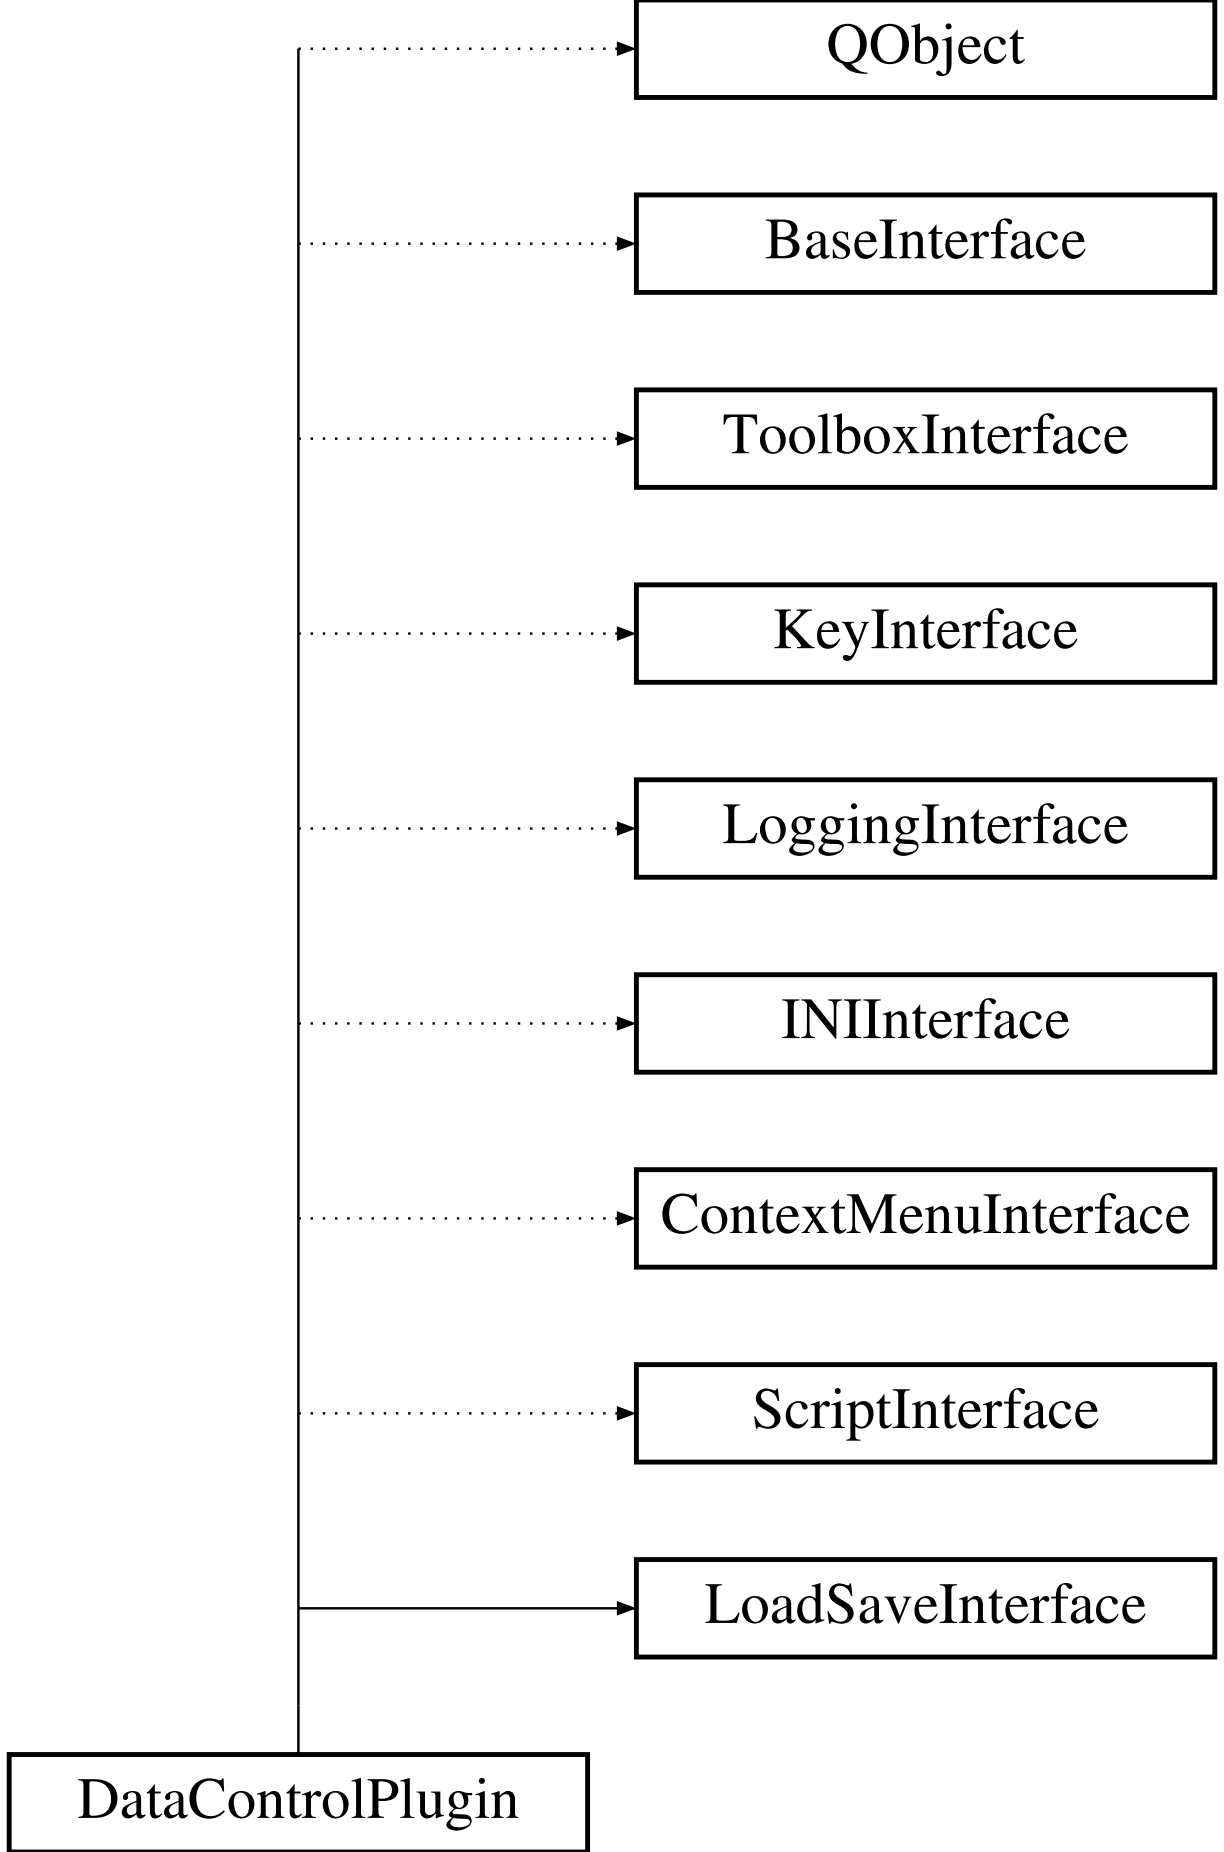 QObject
BaseInterface
ToolboxInterface
KeyInterface
LoggingInterface
INIInterface
ContextMenuInterface
ScriptInterface
LoadSaveInterface
DataControlPlugin